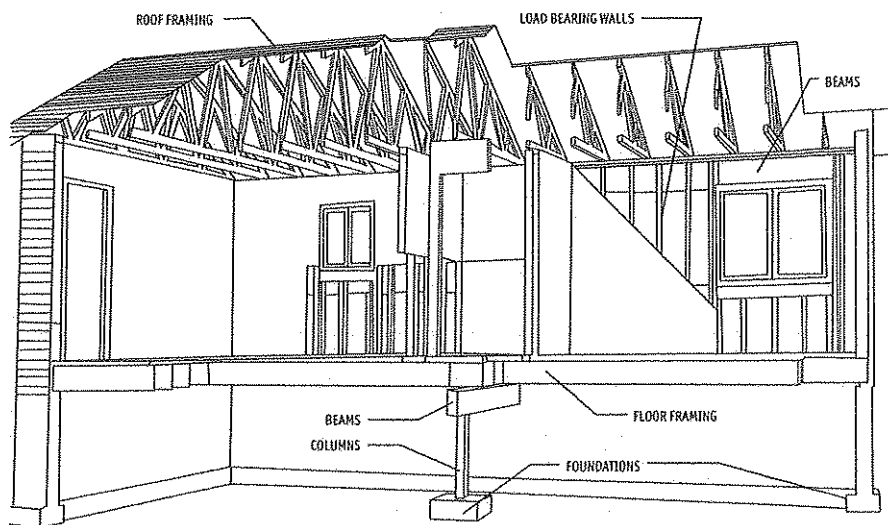 ROOF FRAMING
LOAD BEARING WALLS
BEAMS
BEAMS
FLOOR FRAMING
COLUMNS
FOUNDATIONS